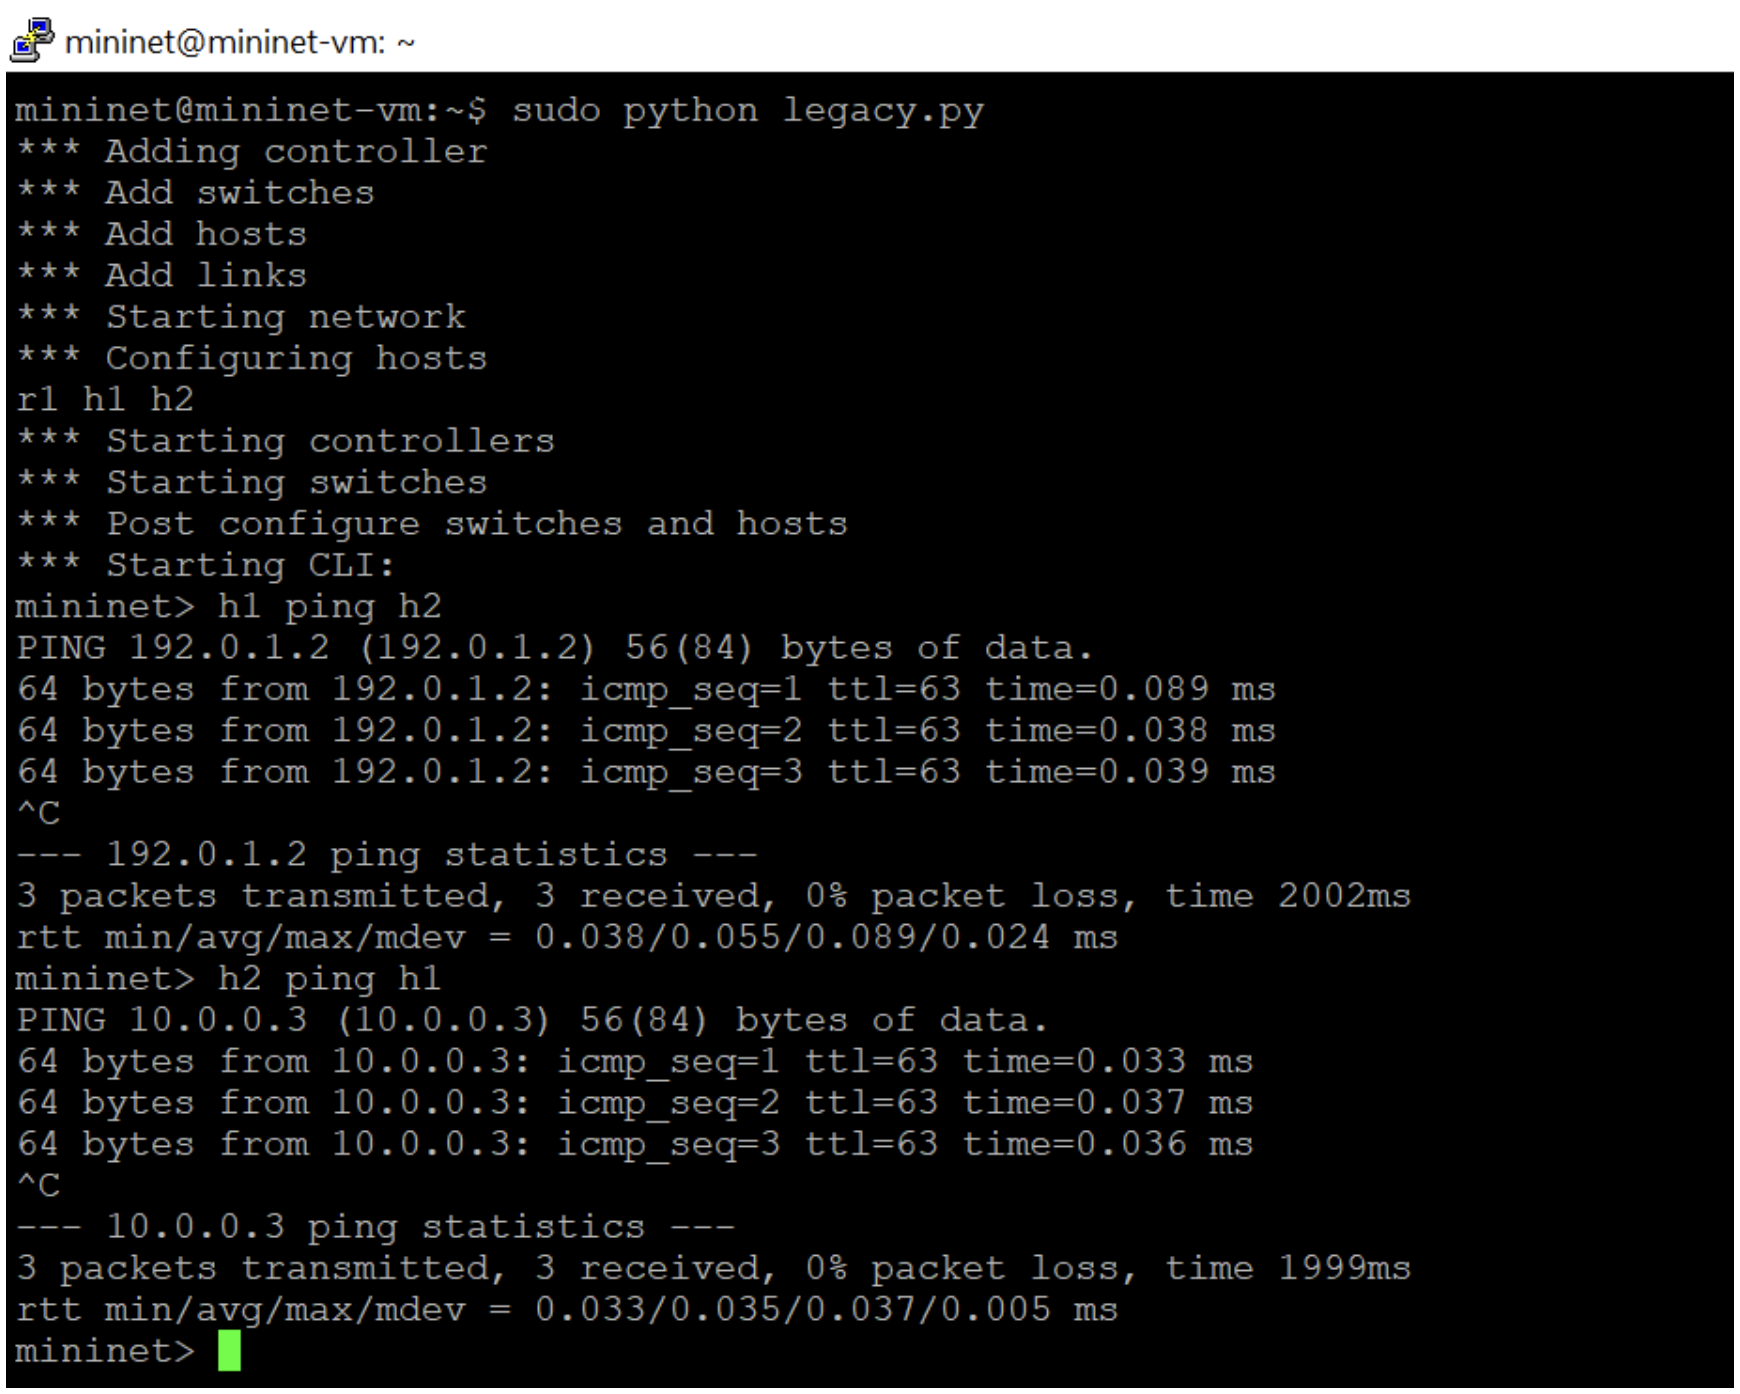 mininet@mininet-vm: ~
mininet@mininet-vm:~$ sudo python legacy.py
*** Adding controller
*** Add switches
*** Add hosts
*** Add links
*** Starting network
*** Configuring hosts
r1 h1 h2
*** Starting controllers
*** Starting switches
*** Post configure switches and hosts
*** Starting CLI:
mininet> h1 ping h2
PING 192.0.1.2 (192.0.1.2) 56(84) bytes of data.
64 bytes from 192.0.1.2: icmp_seq=1 ttl=63 time=0.089 ms
64 bytes from 192.0.1.2: icmp_seq=2 ttl=63 time=0.038 ms
64 bytes from 192.0.1.2: icmp_seq=3 ttl=63 time=0.039 ms
^C
--- 192.0.1.2 ping statistics ---
3 packets transmitted, 3 received, 0% packet loss, time 2002ms
rtt min/avg/max/mdev = 0.038/0.055/0.089/0.024 ms
mininet> h2 ping h1
PING 10.0.0.3 (10.0.0.3) 56(84) bytes of data.
64 bytes from 10.0.0.3: icmp_seq=1 ttl=63 time=0.033 ms
64 bytes from 10.0.0.3: icmp_seq=2 ttl=63 time=0.037 ms
64 bytes from 10.0.0.3: icmp_seq=3 ttl=63 time=0.036 ms
^C
--- 10.0.0.3 ping statistics ---
3 packets transmitted, 3 received, 0% packet loss, time 1999ms
rtt min/avg/max/mdev = 0.033/0.035/0.037/0.005 ms
mininet>